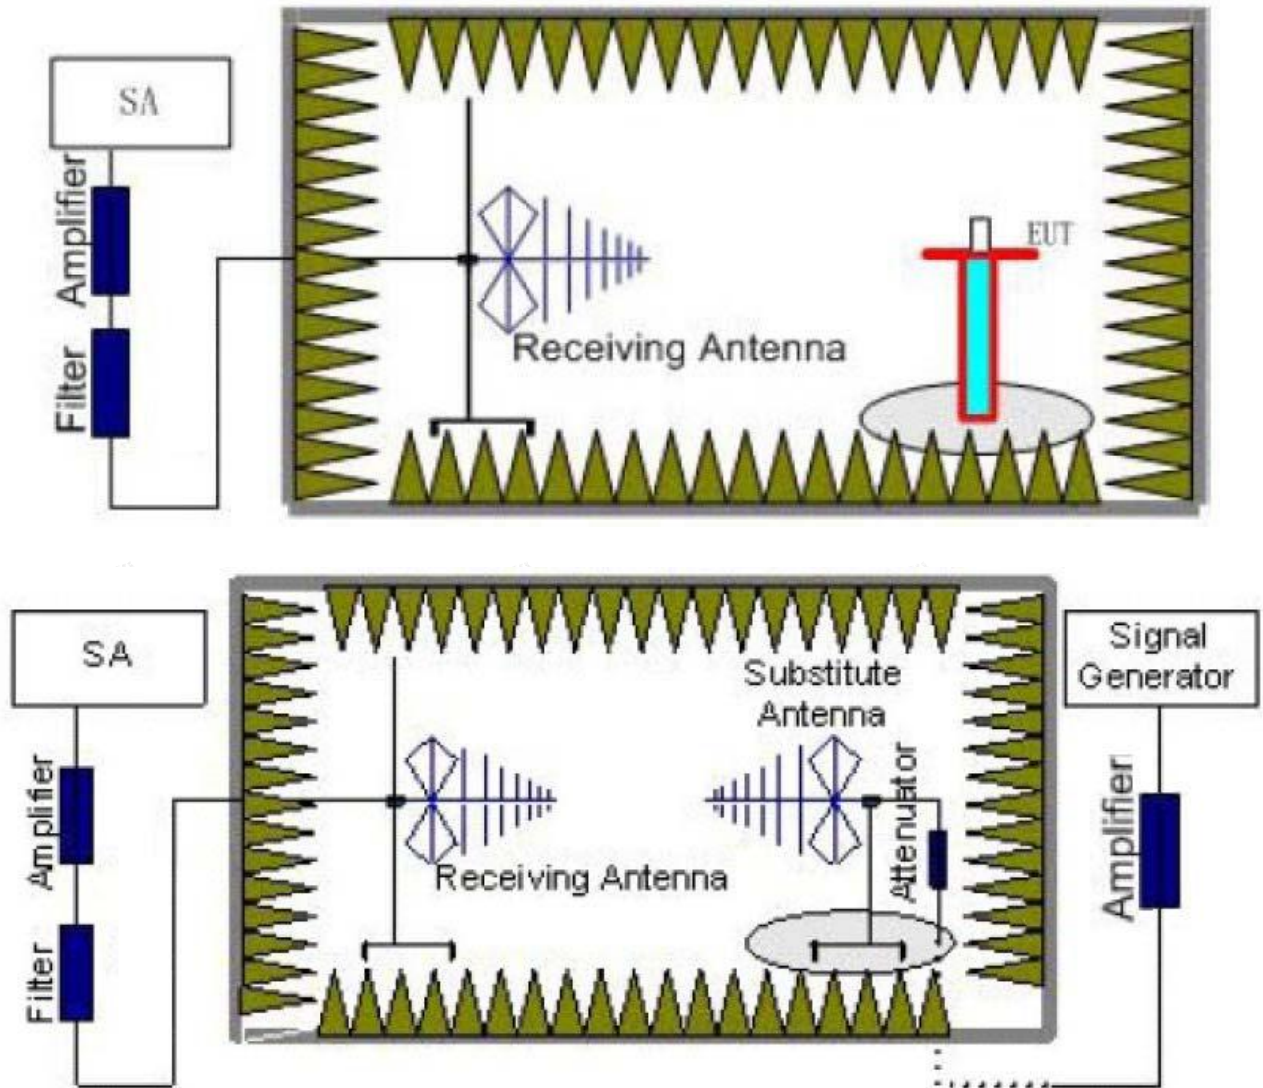 SA
Amplifier
Filter
EUT
Receiving Antenna
SA
Amplifier
Filter
Substitute
Antenna
Attenuator
Receiving Antenna
Signal
Generator
Amplifier